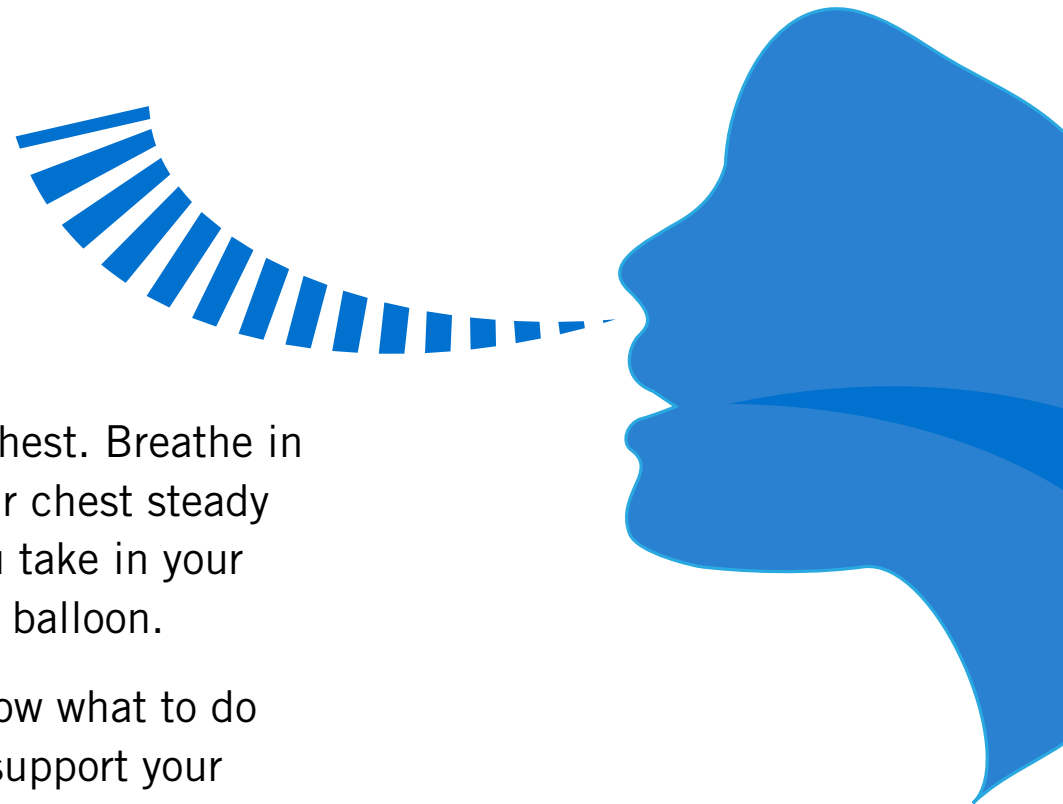 hest. Breathe in
r chest steady
take in your
balloon.
ow what to do
support your